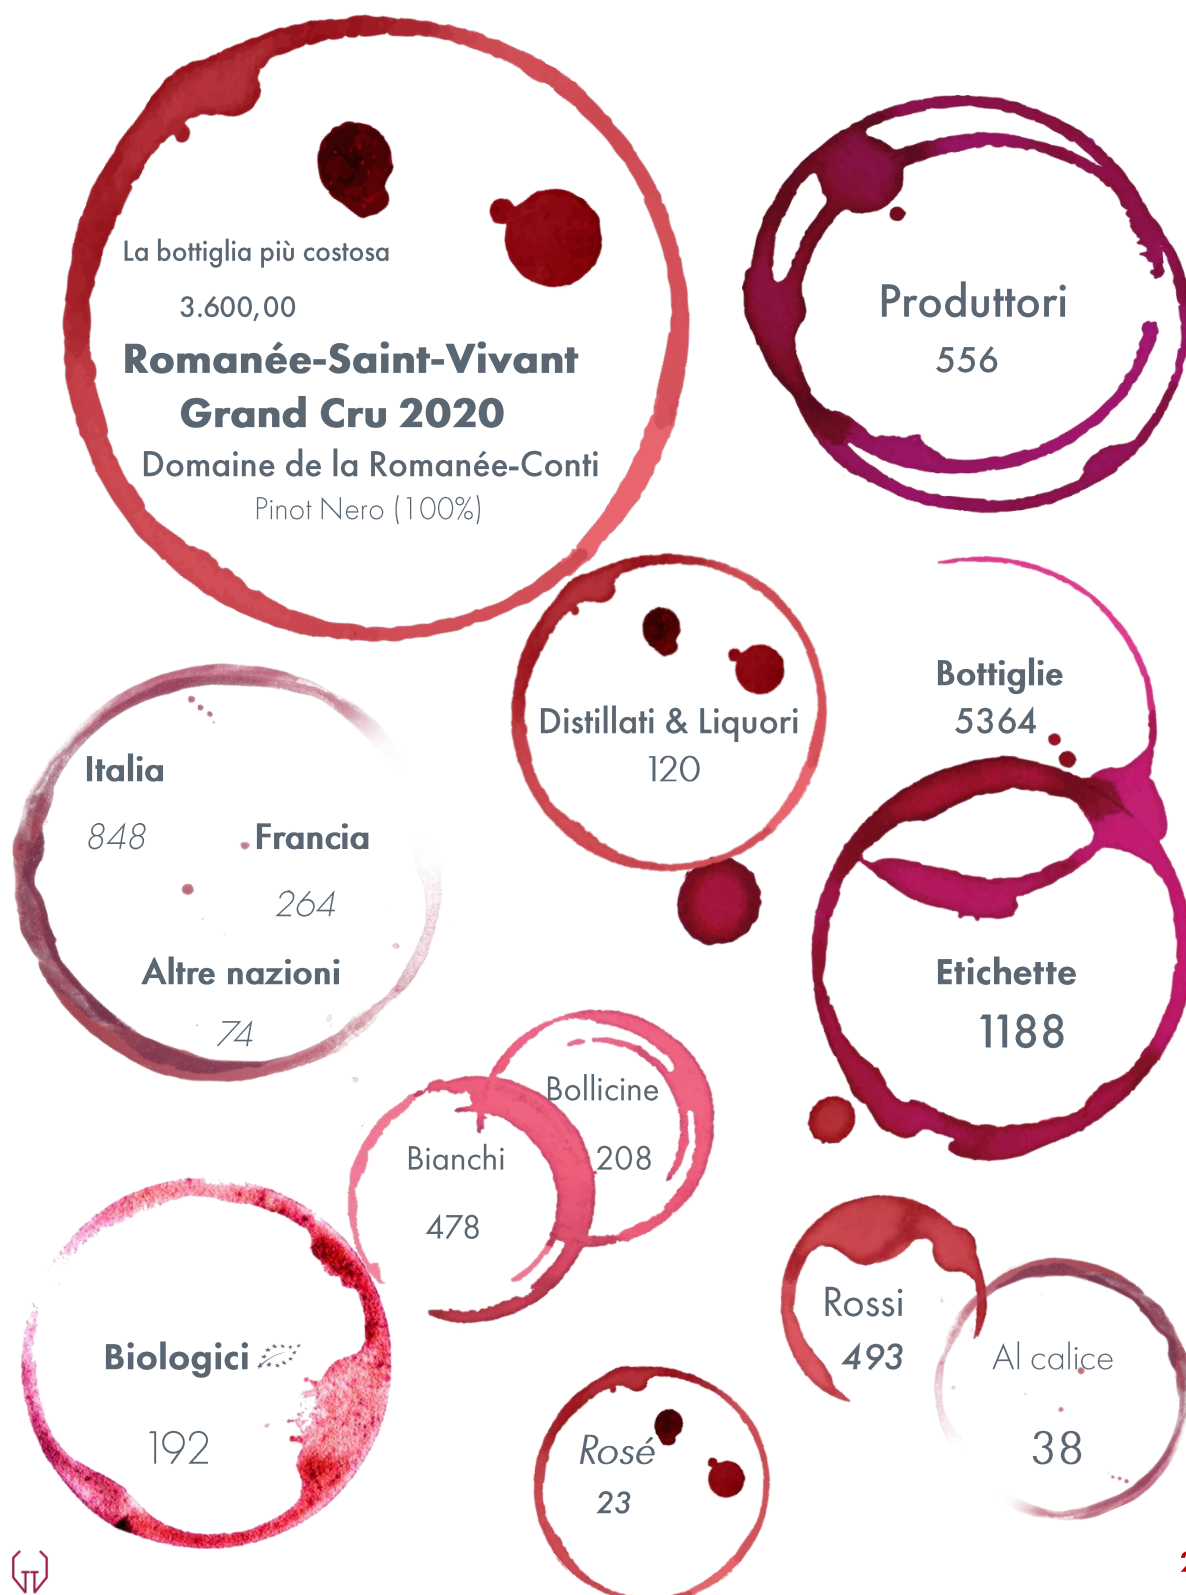 La bottiglia più costosa
3.600,00
Romanée-Saint-Vivant
Grand Cru 2020
Domaine de la Romanée-Conti
Pinot Nero (100%)
Produttori
556
Distillati & Liquori
120
Bottiglie
5364
Italia
848
Francia
264
Altre nazioni
74
Etichette
1188
Bollicine
208
Bianchi
478
Biologici
192
Rossi
493
Al calice
38
Rosé
23